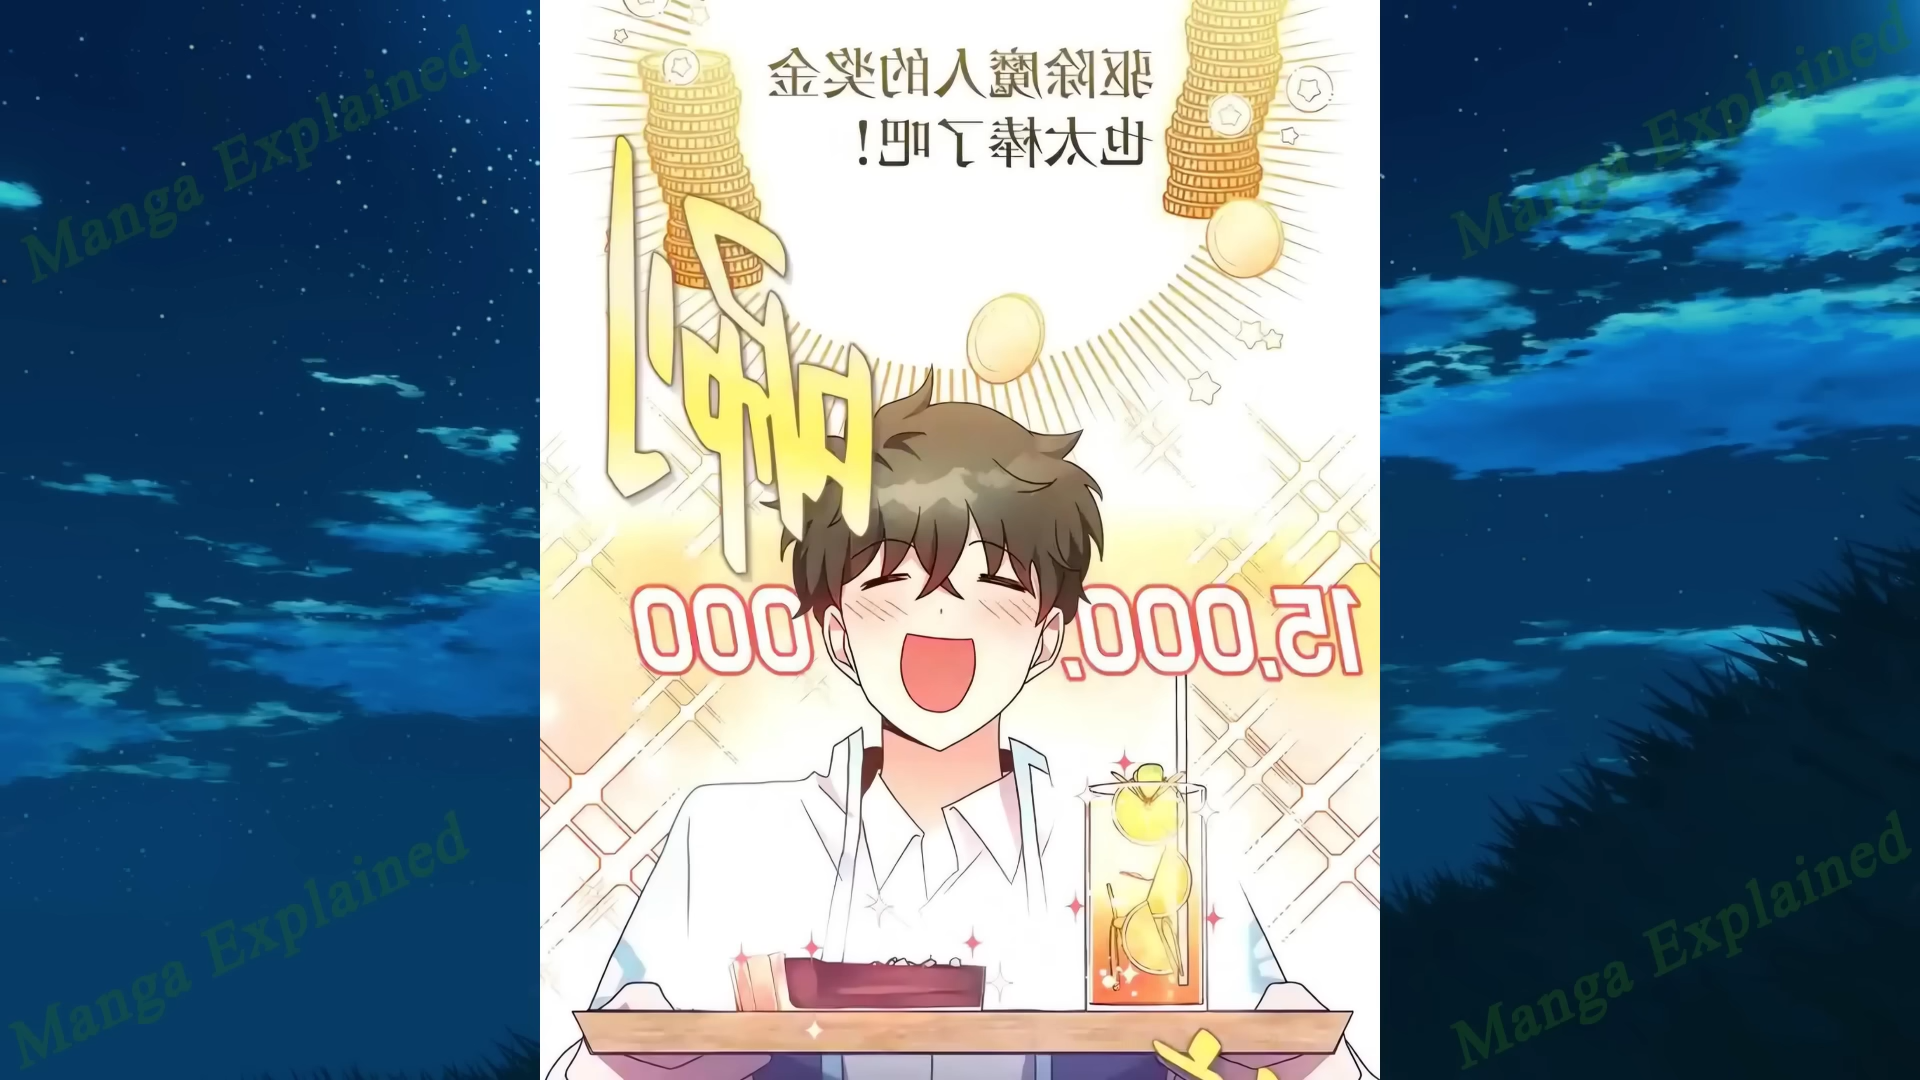 Manga Explained
Manga Explained
驱除魔人的奖金
也太棒了吧!
15,000,
000
Manga Explained
Manga Explained